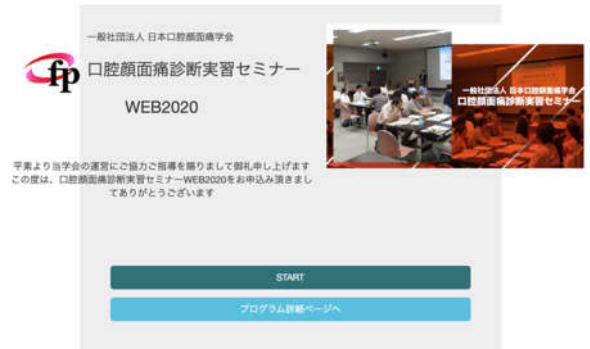 一般社団法人 日本口腔顔面痛学会
fp
口腔顔面痛診断実習セミナー
WEB2020
一般社団法人 日本口腔顔面痛学会
口腔顔面痛診断実習セミナー
平素より当学会の運営にご協力ご指導を賜りまして御礼申し上げます
この度は、口腔顔面痛診断実習セミナーWEB2020をお申込み頂きまし
てありがとうございます
START
プログラム詳細ページへ